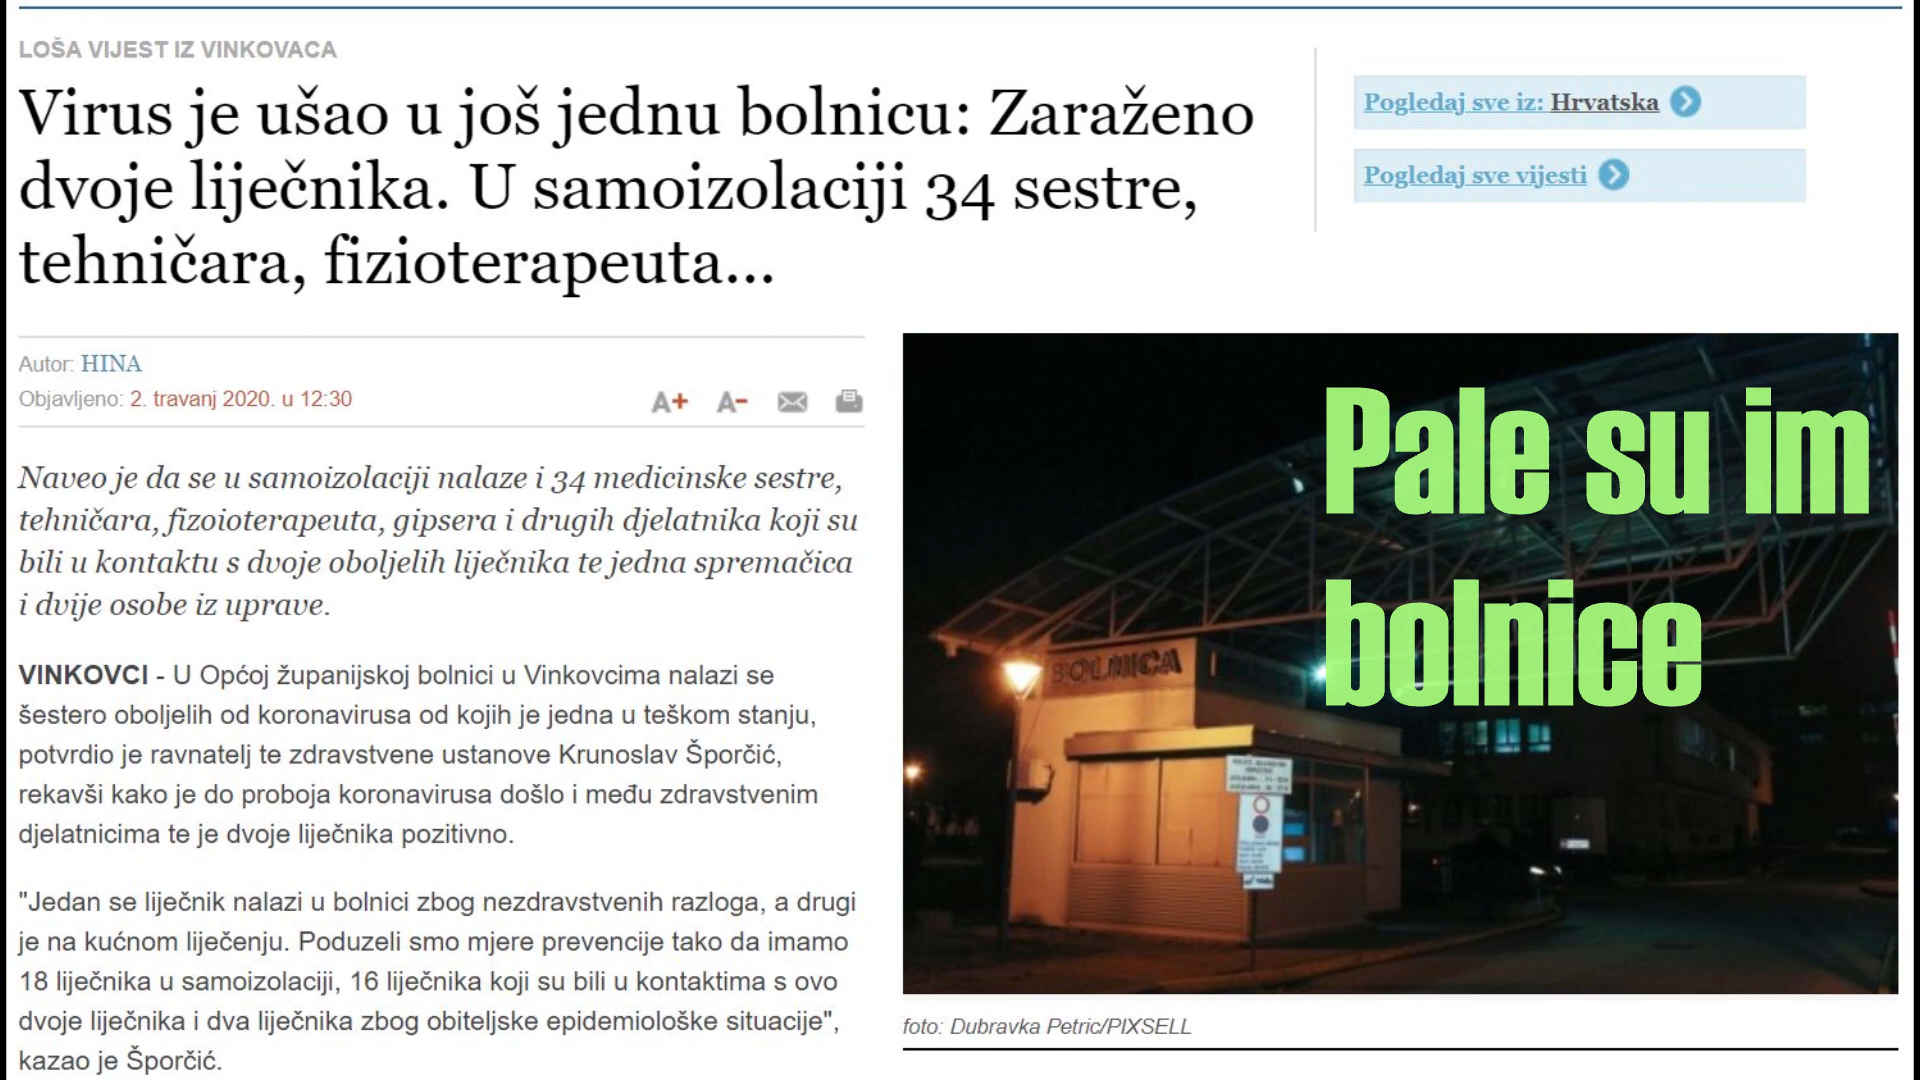 LOŠA VIJEST IZ VINKOVACA
Virus je ušao u još jednu bolnicu: Zaraženo
dvoje liječnika. U samoizolaciji 34 sestre,
tehničara, fizioterapeuta...
Pogledaj sve iz: Hrvatska
Pogledaj sve vijesti
Autor: HINA
Objavljeno: 2. travanj 2020. u 12:30
A+ A-
Naveo je da se u samoizolaciji nalaze i 34 medicinske sestre,
tehničara, fizoioterapeuta, gipsera i drugih djelatnika koji su
bili u kontaktu s dvoje oboljelih liječnika te jedna spremačica
i dvije osobe iz uprave.
VINKOVCI - U Općoj županijskoj bolnici u Vinkovcima nalazi se
šestero oboljelih od koronavirusa od kojih je jedna u teškom stanju,
potvrdio je ravnatelj te zdravstvene ustanove Krunoslav Šporčić,
rekavši kako je do proboja koronavirusa došlo i među zdravstvenim
djelatnicima te je dvoje liječnika pozitivno.
"Jedan se liječnik nalazi u bolnici zbog nezdravstvenih razloga, a drugi
je na kućnom liječenju. Poduzeli smo mjere prevencije tako da imamo
18 liječnika u samoizolaciji, 16 liječnika koji su bili u kontaktima s ovo
dvoje liječnika i dva liječnika zbog obiteljske epidemiološke situacije",
kazao je Šporčić.
Pale su im
bolnice
BOLNICA
foto: Dubravka Petric/PIXSELL